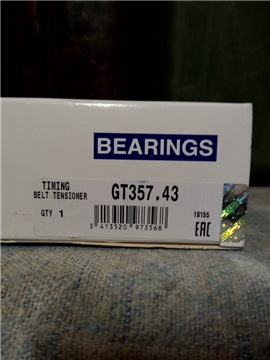 BEARINGS
TIMING
BELT TENSIONER
GT357.43
QTY 1
18155
3 413520 973568
EAC